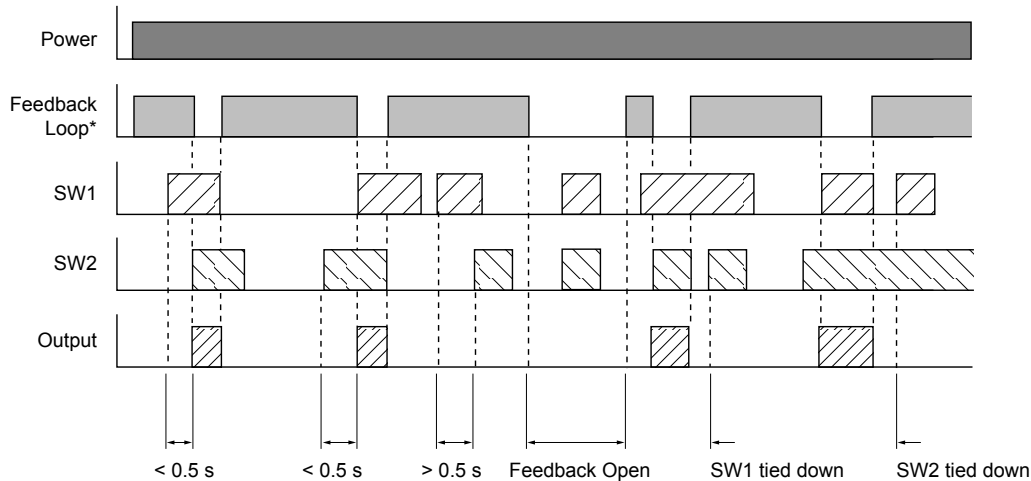 Power
Feedback
Loop*
SW1
SW2
Output
< 0.5 s
< 0.5 s
> 0.5 s
Feedback Open
SW1 tied down
SW2 tied down